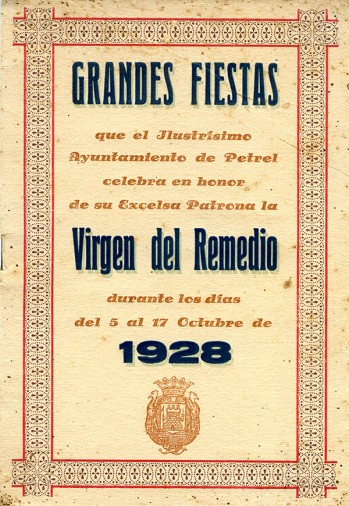 GRANDES FIESTAS
que el Ilustrísimo
Ayuntamiento de Petrel
celebra en honor
de su Excelsa Patrona la
Virgen del Remedio
durante los días
del 5 al 17 Octubre de
1928